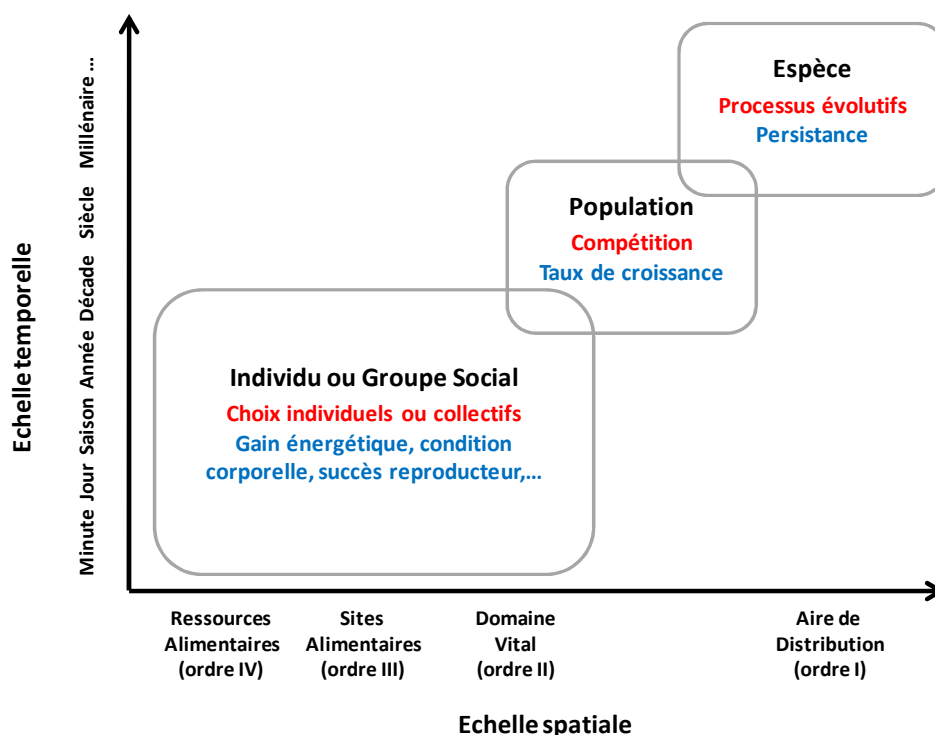 Espèce
Processus évolutifs
Persistance
Population
Compétition
Taux de croissance
Individu ou Groupe Social
Choix individuels ou collectifs
Gain énergétique, condition
corporelle, succès reproducteur,...
Echelle temporelle
Minute Jour Saison Année Décade Siècle Millénaire ...
Ressources
Alimentaires
(ordre IV)
Sites
Alimentaires
(ordre III)
Domaine
Vital
(ordre II)
Aire de
Distribution
(ordre I)
Echelle spatiale